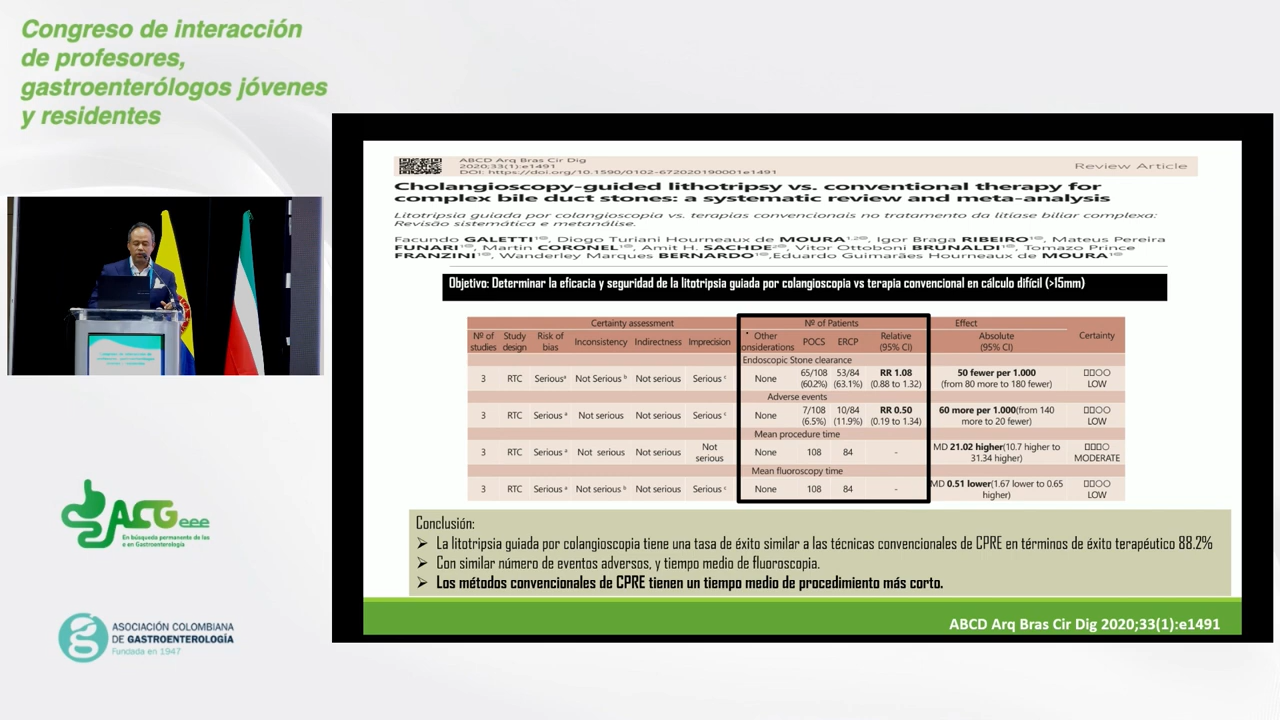 Congreso de interacción
de profesores,
gastroenterólogos jóvenes
y residentes
ABCD Arq Bras Cir Dig
2020;33(1):e1491
DOI: https://doi.org/10.1590/0102-672020190001e1491
Review Article
Cholangioscopy-guided lithotripsy vs. conventional therapy for
complex bile duct stones: a systematic review and meta-analysis
Litotripsia guiada por colangioscopia vs. terapias convencionais no tratamento da litíase biliar complexa:
Revisão sistemática e metanálise.
Facundo GALETTI, Diogo Turiani Hourneaux de MOURA, Igor Braga RIBEIRO, Mateus Pereira
FUNARI, Martin CORONEL, Amit H. SACHDE, Vitor Ottoboni BRUNALDI, Tomazo Prince
FRANZINI, Wanderley Marques BERNARDO, Eduardo Guimarães Hourneaux de MOURA
Objetivo: Determinar la eficacia y seguridad de la litotripsia guiada por colangioscopia vs terapia convencional en cálculo difícil (>15mm)
Certainty assessment Nº of Patients Effect Certainty
Nº of studies Study design Risk of bias Inconsistency Indirectness Imprecision Other onsiderations POCS ERCP Relative (95% CI) Absolute (95% CI)
Endoscopic Stone clearance
3 RTC Serious a Not Serious b Not serious Serious c None 65/108 (60.2%) 53/84 (63.1%) RR 1.08 (0.88 to 1.32) 50 fewer per 1.000 (from 80 more to 180 fewer) LOW
Adverse events
3 RTC Serious a Not serious Not serious Serious c None 7/108 (6.5%) 10/84 (11.9%) RR 0.50 (0.19 to 1.34) 60 more per 1.000(from 140 more to 20 fewer) LOW
Mean procedure time
3 RTC Serious a Not serious Not serious Not serious None 108 84 - MD 21.02 higher(10.7 higher to 31.34 higher) MODERATE
Mean fluoroscopy time
3 RTC Serious a Not serious b Not serious Serious c None 108 84 - MD 0.51 lower(1.67 lower to 0.65 higher) LOW
Conclusión:
➢ La litotripsia guiada por colangioscopia tiene una tasa de éxito similar a las técnicas convencionales de CPRE en términos de éxito terapéutico 88.2%
➢ Con similar número de eventos adversos, y tiempo medio de fluoroscopia.
➢ Los métodos convencionales de CPRE tienen un tiempo medio de procedimiento más corto.
ABCD Arq Bras Cir Dig 2020;33(1):e1491
ACG eee
En búsqueda permanente de las
e en Gastroenterología
ASOCIACIÓN COLOMBIANA
DE GASTROENTEROLOGÍA
Fundada en 1947